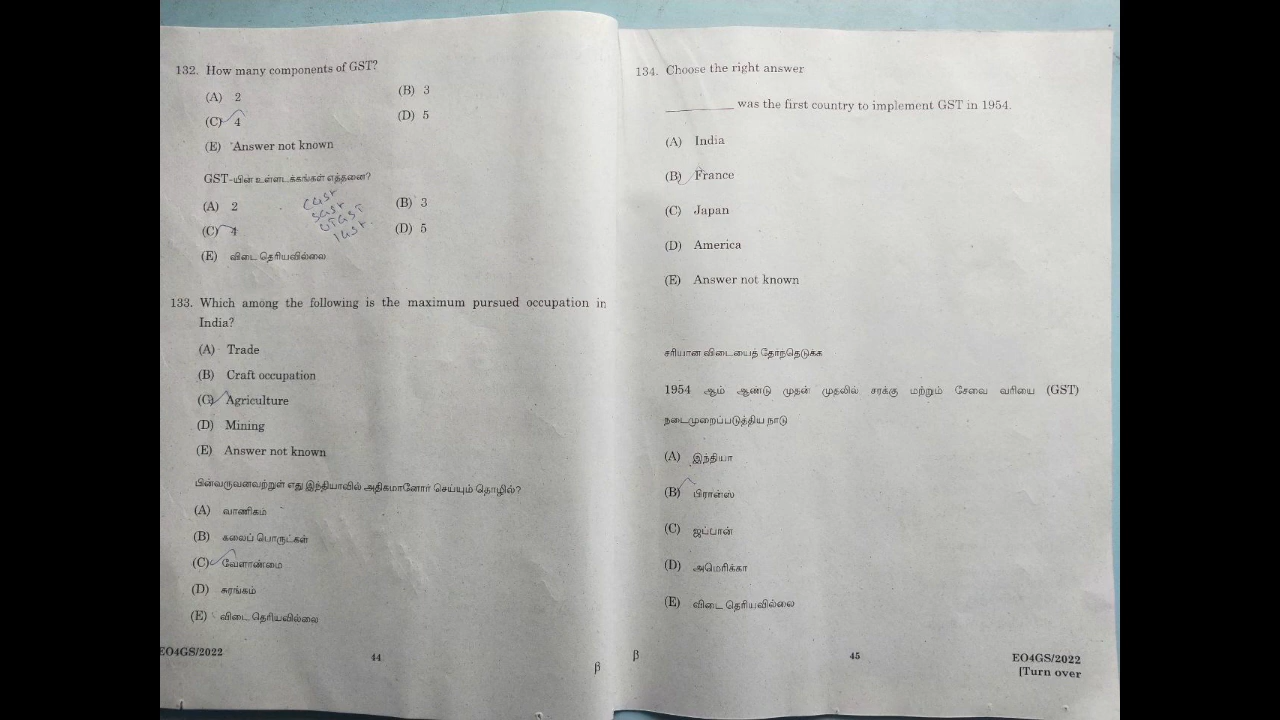 132. How many components of GST?
(A) 2
(B) 3
(C) 4
(D) 5
(E) Answer not known
GST-யின் உள்ளடக்கங்கள் எத்தனை?
(A) 2
(B) 3
(C) 4
(D) 5
(E) விடை தெரியவில்லை
CGST
SGST
UTGST
IGST
133. Which among the following is the maximum pursued occupation in
India?
(A) Trade
(B) Craft occupation
(C) Agriculture
(D) Mining
(E) Answer not known
பின்வருவனவற்றுள் எது இந்தியாவில் அதிகமானோர் செய்யும் தொழில்?
(A) வாணிகம்
(B) கலைப் பொருட்கள்
(C) வேளாண்மை
(D) சுரங்கம்
(E) விடை தெரியவில்லை
EO4GS/2022
44
β
134. Choose the right answer
__________ was the first country to implement GST in 1954.
(A) India
(B) France
(C) Japan
(D) America
(E) Answer not known
சரியான விடையைத் தேர்ந்தெடுக்க
1954 ஆம் ஆண்டு முதன் முதலில் சரக்கு மற்றும் சேவை வரியை (GST)
நடைமுறைப்படுத்திய நாடு
(A) இந்தியா
(B) பிரான்ஸ்
(C) ஜப்பான்
(D) அமெரிக்கா
(E) விடை தெரியவில்லை
β
45
EO4GS/2022
[Turn over